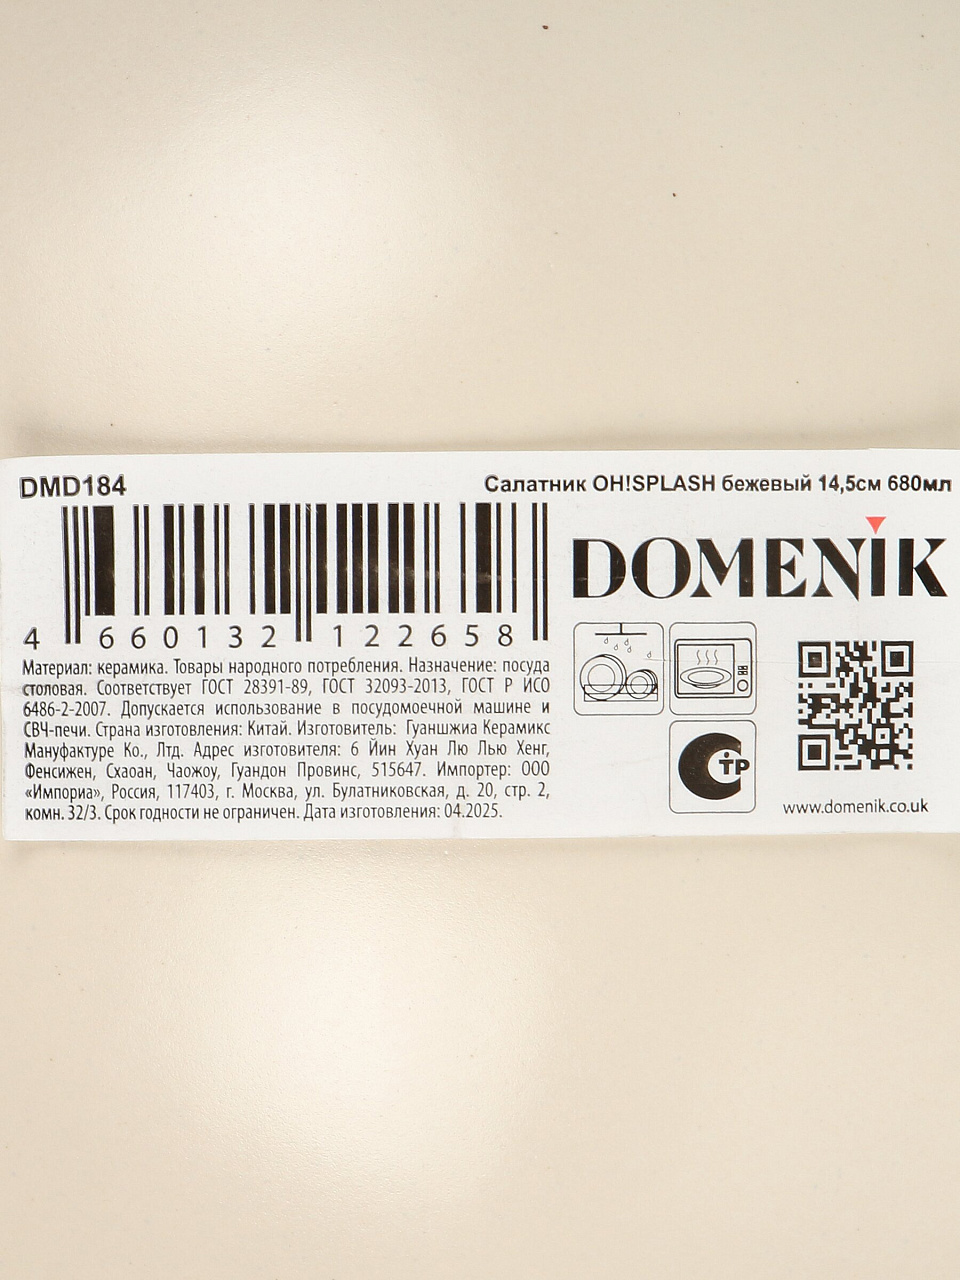 DMD184
Салатник OH!SPLASH бежевый 14,5см 680мл
4 660132 122658
DOMENIK
Материал: керамика. Товары народного потребления. Назначение: посуда
столовая. Соответствует ГОСТ 28391-89, ГОСТ 32093-2013, ГОСТ Р ИСО
6486-2-2007. Допускается использование в посудомоечной машине и
СВЧ-печи. Страна изготовления: Китай. Изготовитель: Гуаншжиа Керамикс
Мануфактуре Ко., Лтд. Адрес изготовителя: 6 Йин Хуан Лю Лью Хенг,
Фенсижен, Схаоан, Чаожоу, Гуандон Провинс, 515647. Импортер: ООО
«Импориа», Россия, 117403, г. Москва, ул. Булатниковская, д. 20, стр. 2,
комн. 32/3. Срок годности не ограничен. Дата изготовления: 04.2025.
СТР
www.domenik.co.uk